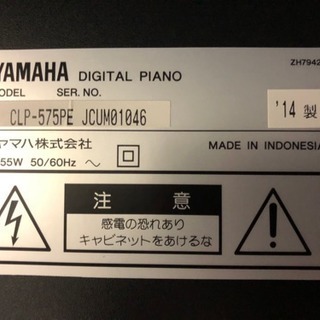 YAMAHA DIGITAL PIANO
ZH7942
MODEL SER. NO.
CLP-575PE JCUM01046
'14 製
ヤマハ株式会社
55W 50/60Hz ～
MADE IN INDONESIA
注意
感電の恐れあり
キャビネットをあけるな